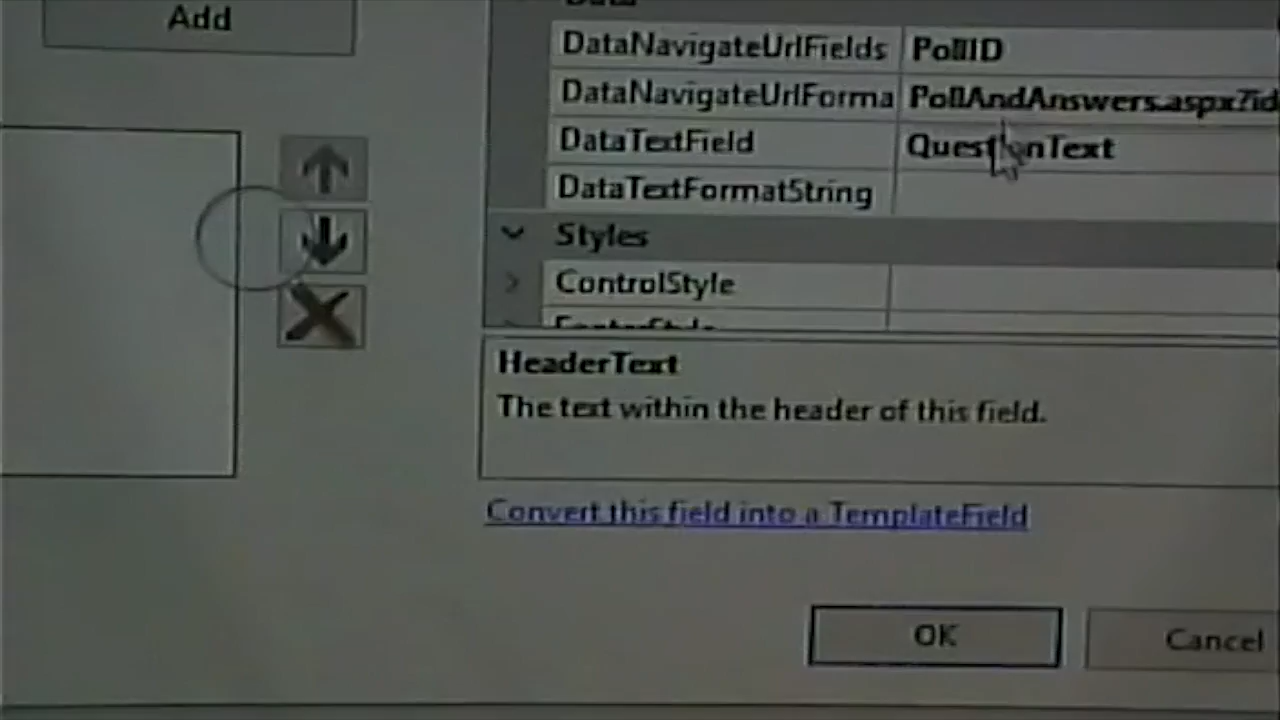 Add
Data
DataNavigateUrlFields PollID
DataNavigateUrlForma PollAndAnswers.aspx?id
DataTextField QuestionText
DataTextFormatString
Styles
ControlStyle
HeaderText
The text within the header of this field.
Convert this field into a TemplateField
OK
Cancel